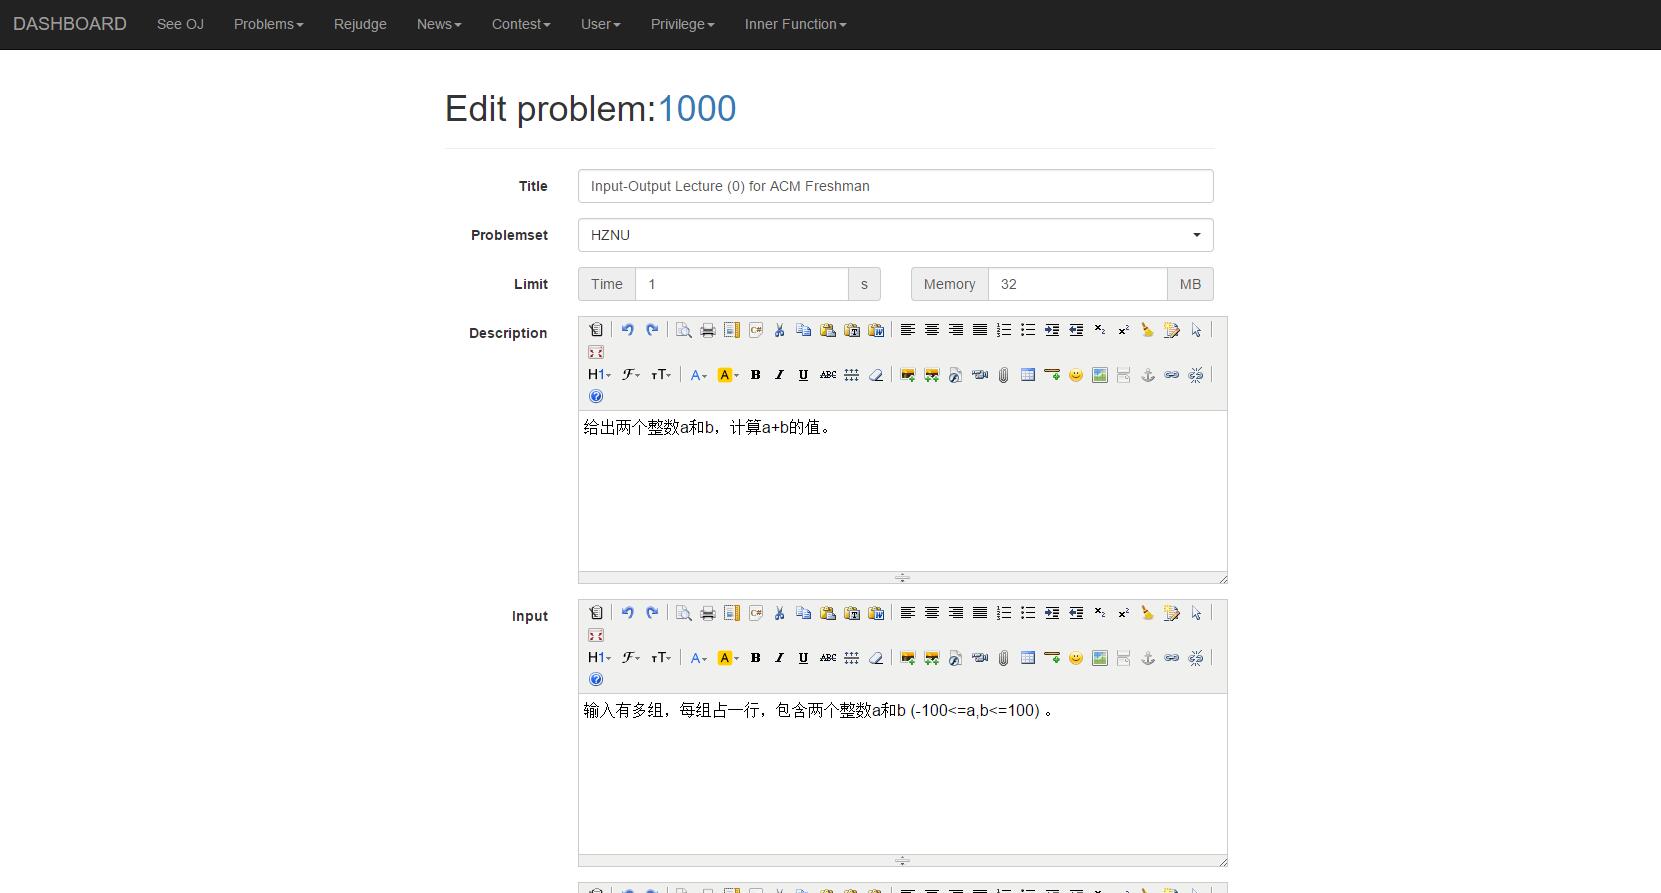 DASHBOARD See OJ Problems Rejudge News Contest User Privilege Inner Function
Edit problem:1000
Title Input-Output Lecture (0) for ACM Freshman
Problemset HZNU
Limit Time 1 s Memory 32 MB
Description
H1 F TT A A B I U ABC
给出两个整数a和b，计算a+b的值。
Input
H1 F TT A A B I U ABC
输入有多组，每组占一行，包含两个整数a和b (-100<=a,b<=100) 。